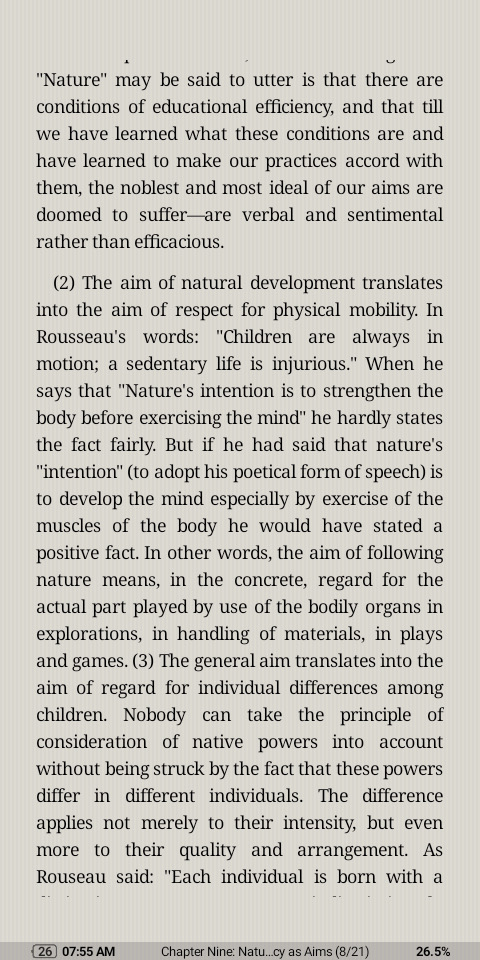 "Nature" may be said to utter is that there are
conditions of educational efficiency, and that till
we have learned what these conditions are and
have learned to make our practices accord with
them, the noblest and most ideal of our aims are
doomed to suffer—are verbal and sentimental
rather than efficacious.
(2) The aim of natural development translates
into the aim of respect for physical mobility. In
Rousseau's words: "Children are always in
motion; a sedentary life is injurious." When he
says that "Nature's intention is to strengthen the
body before exercising the mind" he hardly states
the fact fairly. But if he had said that nature's
"intention" (to adopt his poetical form of speech) is
to develop the mind especially by exercise of the
muscles of the body he would have stated a
positive fact. In other words, the aim of following
nature means, in the concrete, regard for the
actual part played by use of the bodily organs in
explorations, in handling of materials, in plays
and games. (3) The general aim translates into the
aim of regard for individual differences among
children. Nobody can take the principle of
consideration of native powers into account
without being struck by the fact that these powers
differ in different individuals. The difference
applies not merely to their intensity, but even
more to their quality and arrangement. As
Rouseau said: "Each individual is born with a
26 07:55 AM Chapter Nine: Natu...cy as Aims (8/21) 26.5%